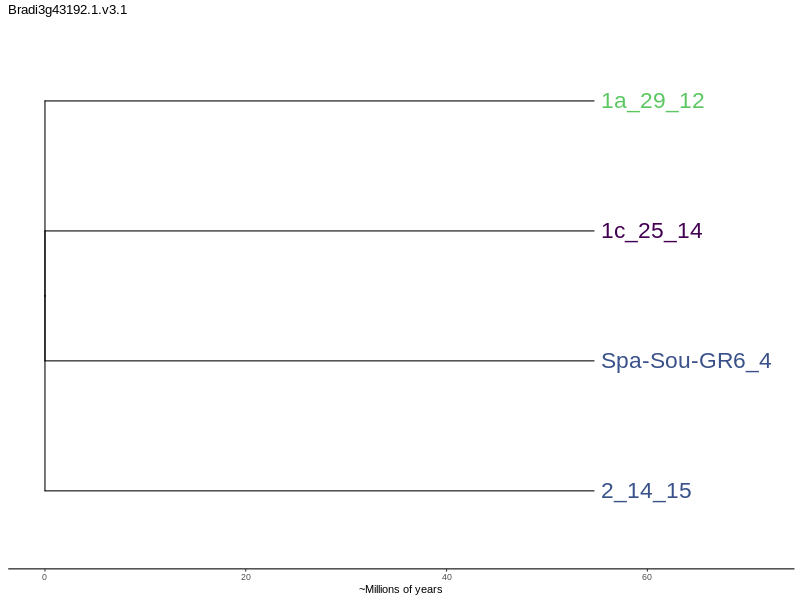 Bradi3g43192.1.v3.1
1a_29_12
1c_25_14
Spa-Sou-GR6_4
2_14_15
0 20 40 60
~Millions of years